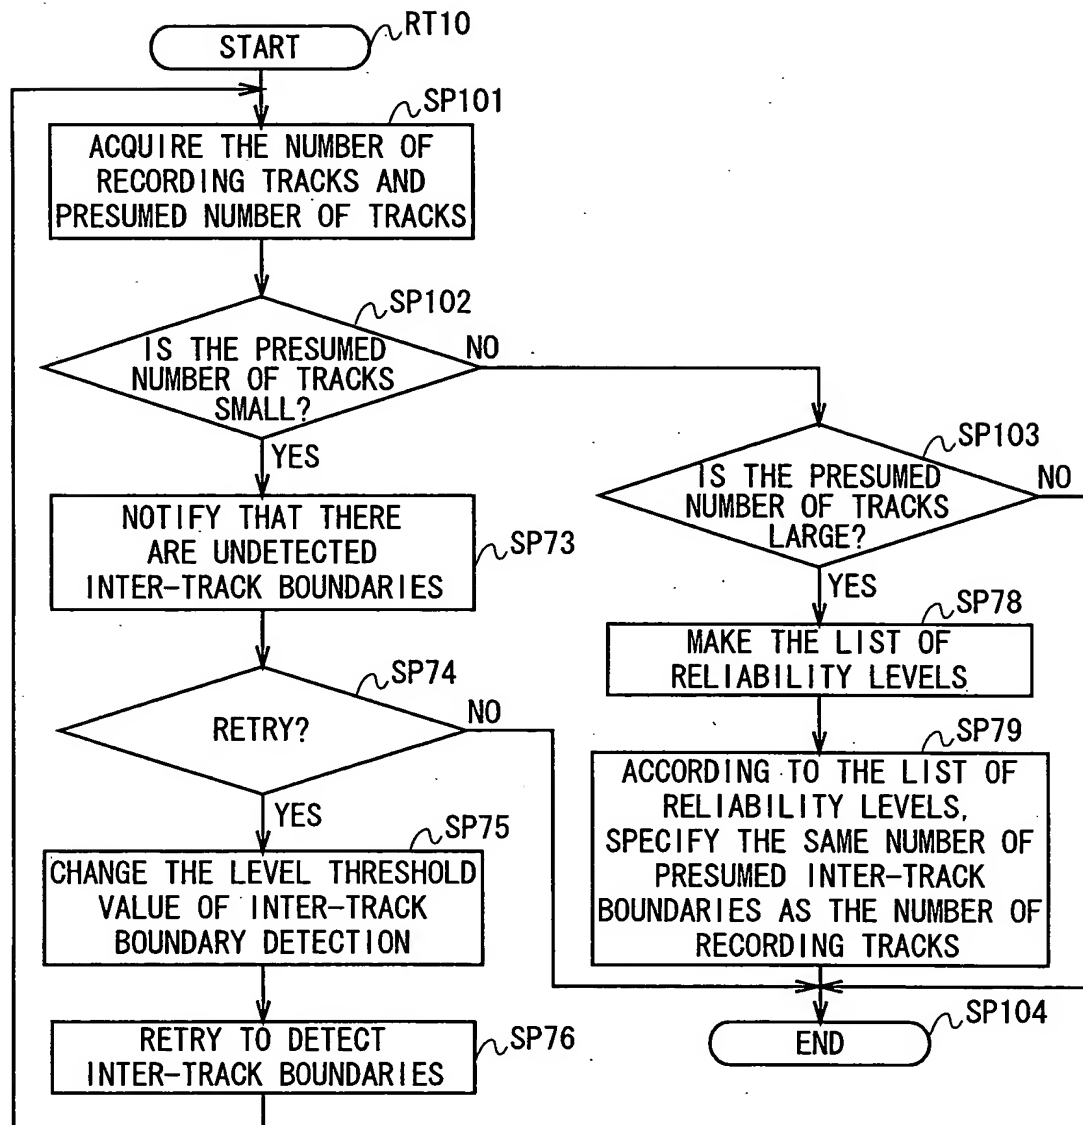 RT10
START
SP101
ACQUIRE THE NUMBER OF
RECORDING TRACKS AND
PRESUMED NUMBER OF TRACKS
SP102
IS THE PRESUMED
NUMBER OF TRACKS
SMALL?
NO
YES
SP103
IS THE PRESUMED
NUMBER OF TRACKS
LARGE?
NO
YES
NOTIFY THAT THERE
ARE UNDETECTED
INTER-TRACK BOUNDARIES
SP73
SP78
MAKE THE LIST OF
RELIABILITY LEVELS
SP74
RETRY?
NO
YES
SP79
ACCORDING TO THE LIST OF
RELIABILITY LEVELS,
SPECIFY THE SAME NUMBER OF
PRESUMED INTER-TRACK
BOUNDARIES AS THE NUMBER OF
RECORDING TRACKS
SP75
CHANGE THE LEVEL THRESHOLD
VALUE OF INTER-TRACK
BOUNDARY DETECTION
SP104
END
RETRY TO DETECT
INTER-TRACK BOUNDARIES
SP76